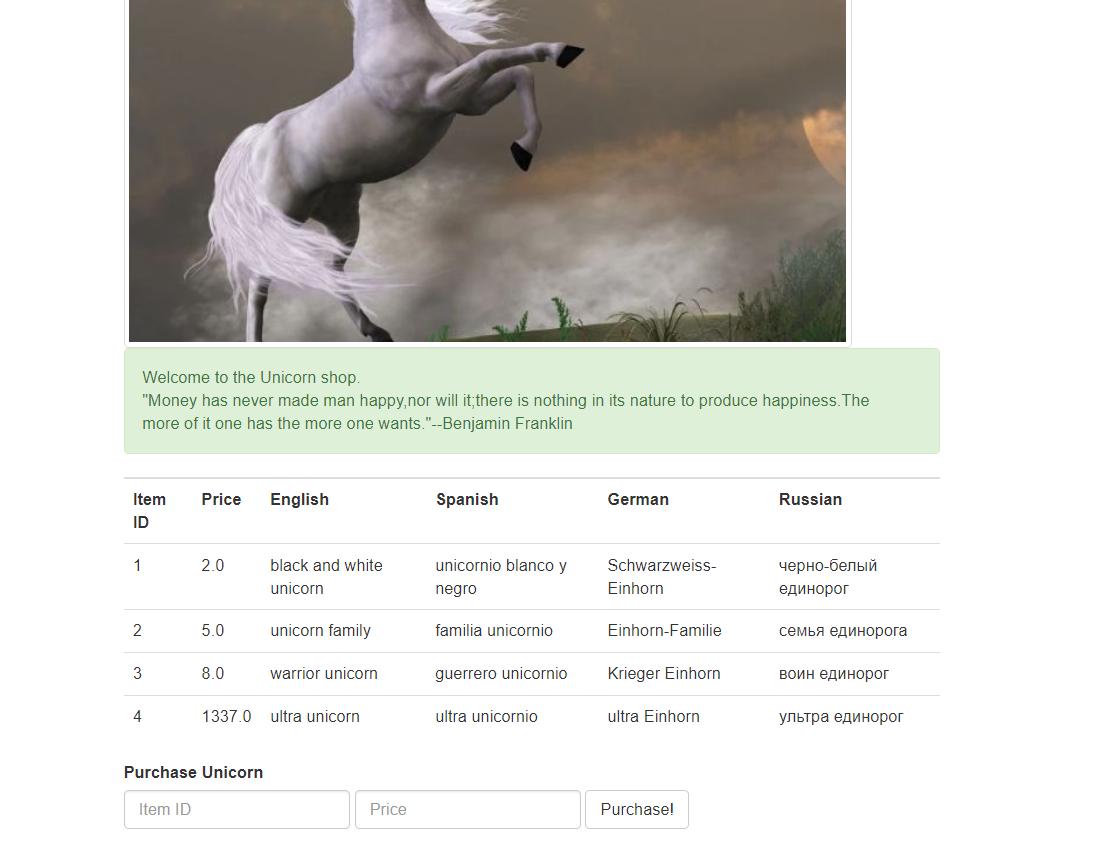 Welcome to the Unicorn shop.
"Money has never made man happy,nor will it;there is nothing in its nature to produce happiness.The
more of it one has the more one wants."--Benjamin Franklin
Item ID Price English Spanish German Russian
1 2.0 black and white unicorn unicornio blanco y negro Schwarzweiss-Einhorn черно-белый единорог
2 5.0 unicorn family familia unicornio Einhorn-Familie семья единорога
3 8.0 warrior unicorn guerrero unicornio Krieger Einhorn воин единорог
4 1337.0 ultra unicorn ultra unicornio ultra Einhorn ультра единорог
Purchase Unicorn
Item ID Price Purchase!